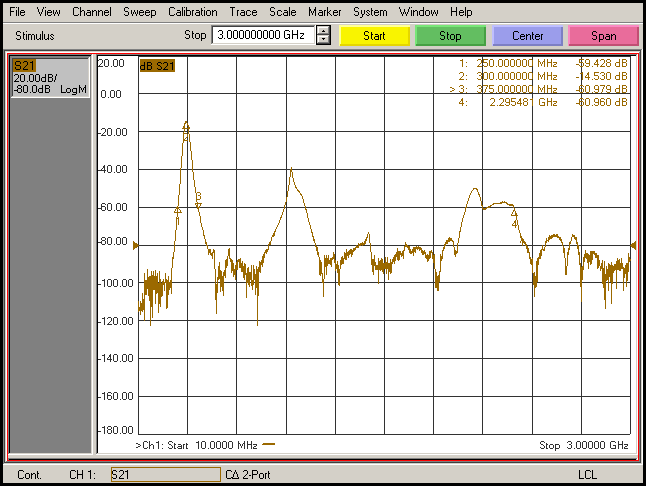 File View Channel Sweep Calibration Trace Scale Marker System Window Help
Stimulus Stop 3.000000000 GHz Start Stop Center Span
S21
20.00dB/
-80.0dB LogM
dB S21
1: 250.000000 MHz -59.428 dB
2: 300.000000 MHz -14.530 dB
> 3: 375.000000 MHz -60.979 dB
4: 2.295481 GHz -60.960 dB
20.00
0.00
-20.00
-40.00
-60.00
-80.00
-100.00
-120.00
-140.00
-160.00
-180.00
2
3
1
4
>Ch1: Start 10.0000 MHz Stop 3.00000 GHz
Cont. CH 1: S21 CΔ 2-Port LCL